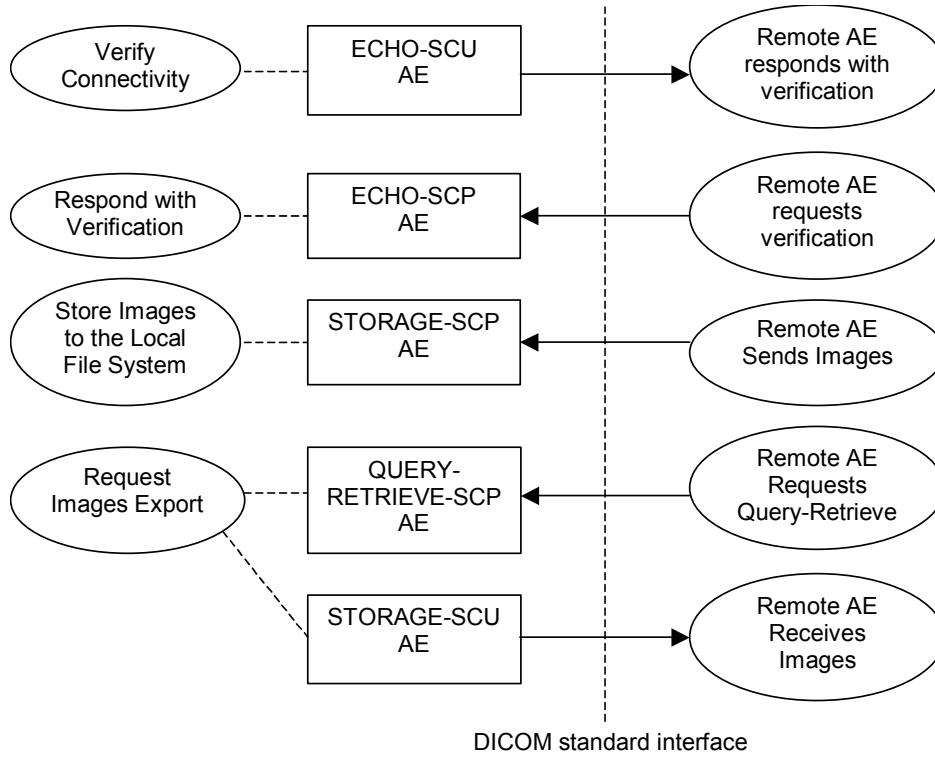 Verify
Connectivity
ECHO-SCU
AE
Remote AE
responds with
verification
Respond with
Verification
ECHO-SCP
AE
Remote AE
requests
verification
Store Images
to the Local
File System
STORAGE-SCP
AE
Remote AE
Sends Images
Request
Images Export
QUERY-
RETRIEVE-SCP
AE
Remote AE
Requests
Query-Retrieve
STORAGE-SCU
AE
Remote AE
Receives
Images
DICOM standard interface